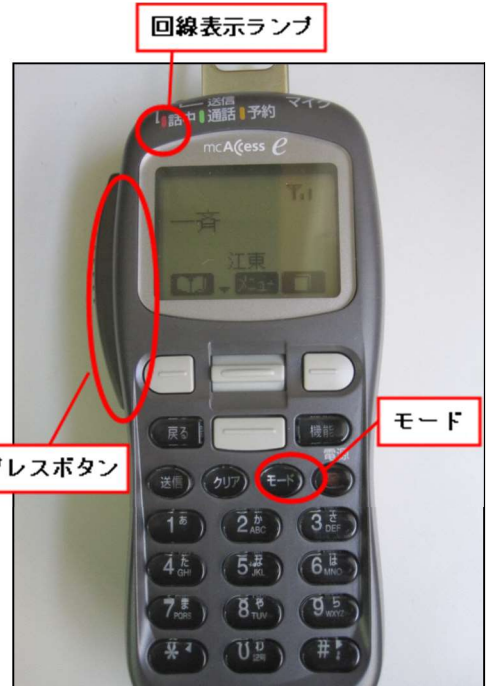 回線表示ランプ
送信 マイク
話中 通話 予約
mcAccess e
一斉
江東
メニュー
モード
戻る 機能
電源
レスボタン
送信 クリア モード
1 あ 2 か ABC 3 さ DEF
4 た GHI 5 な JKL 6 は MNO
7 ま PQRS 8 や TUV 9 ら WXYZ
* 0 わ #